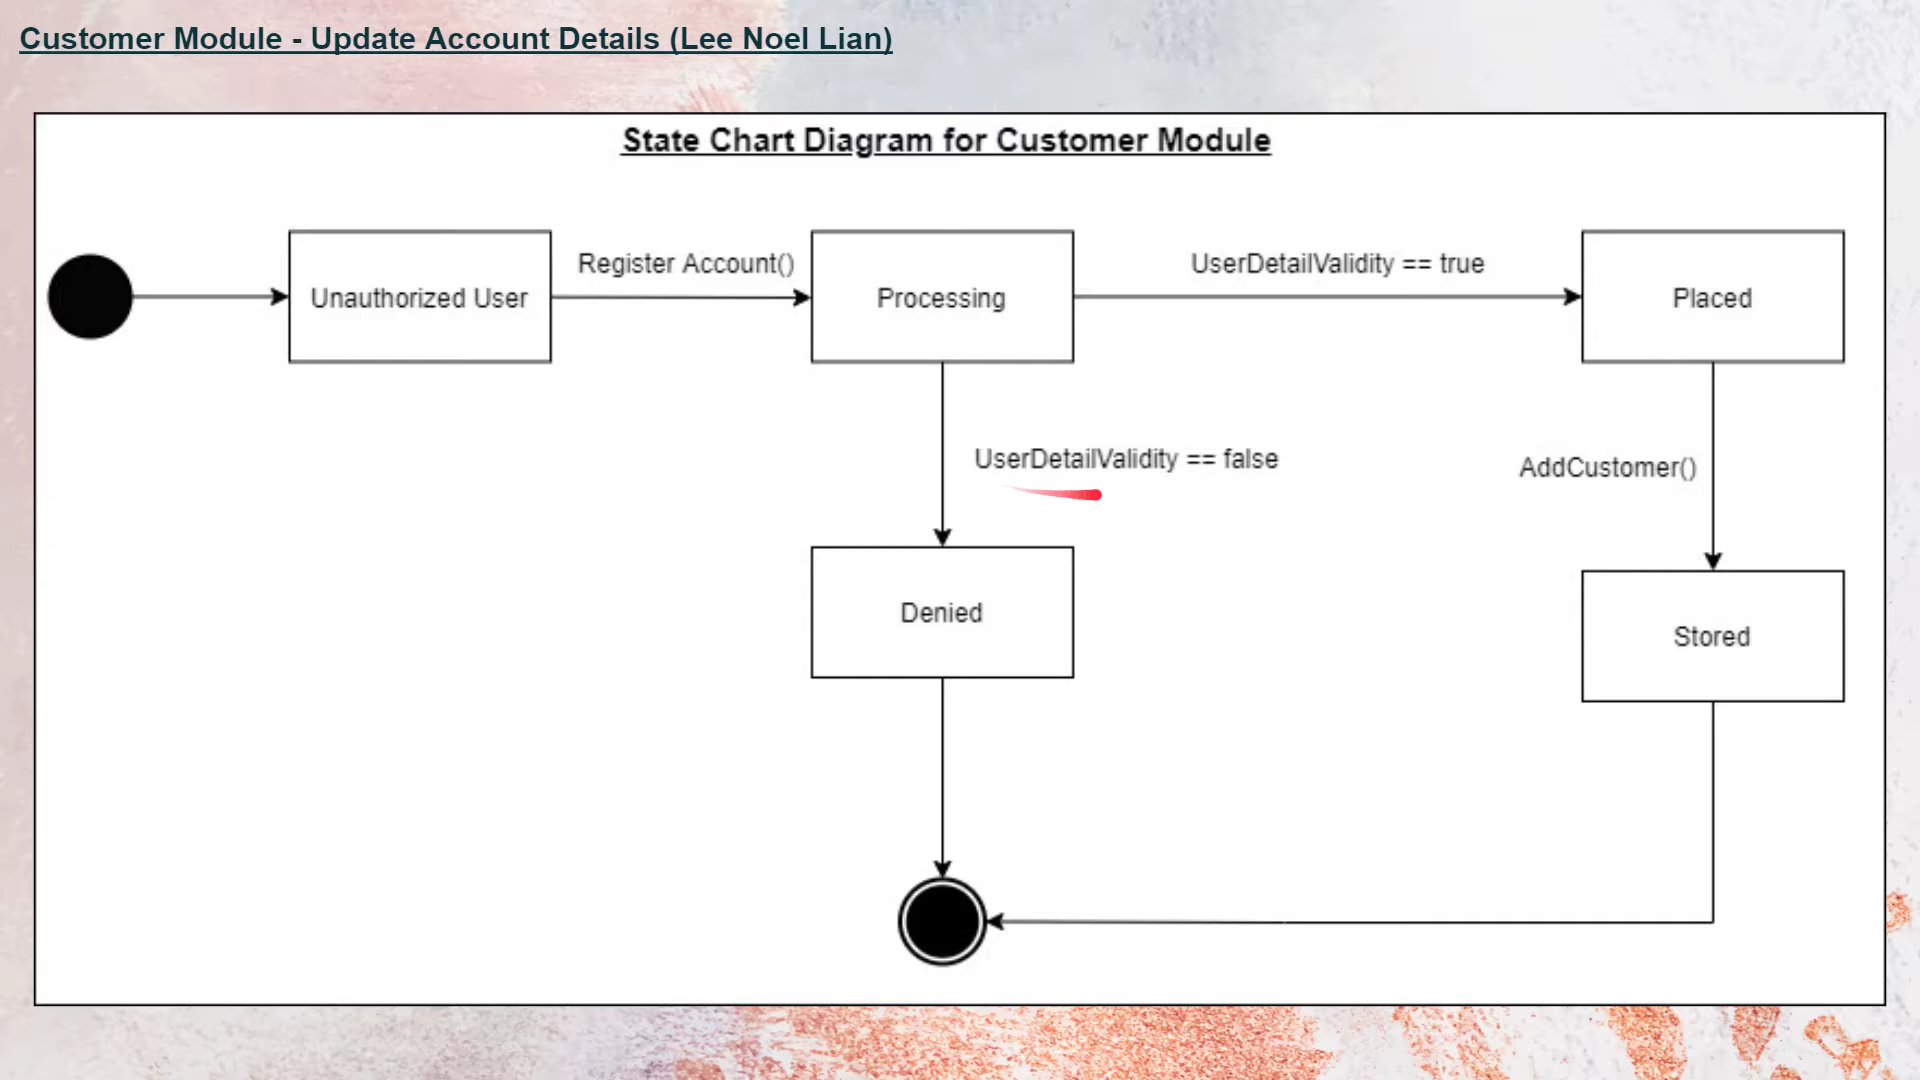 Customer Module - Update Account Details (Lee Noel Lian)
State Chart Diagram for Customer Module
Unauthorized User
Register Account()
Processing
UserDetailValidity == true
Placed
UserDetailValidity == false
AddCustomer()
Denied
Stored